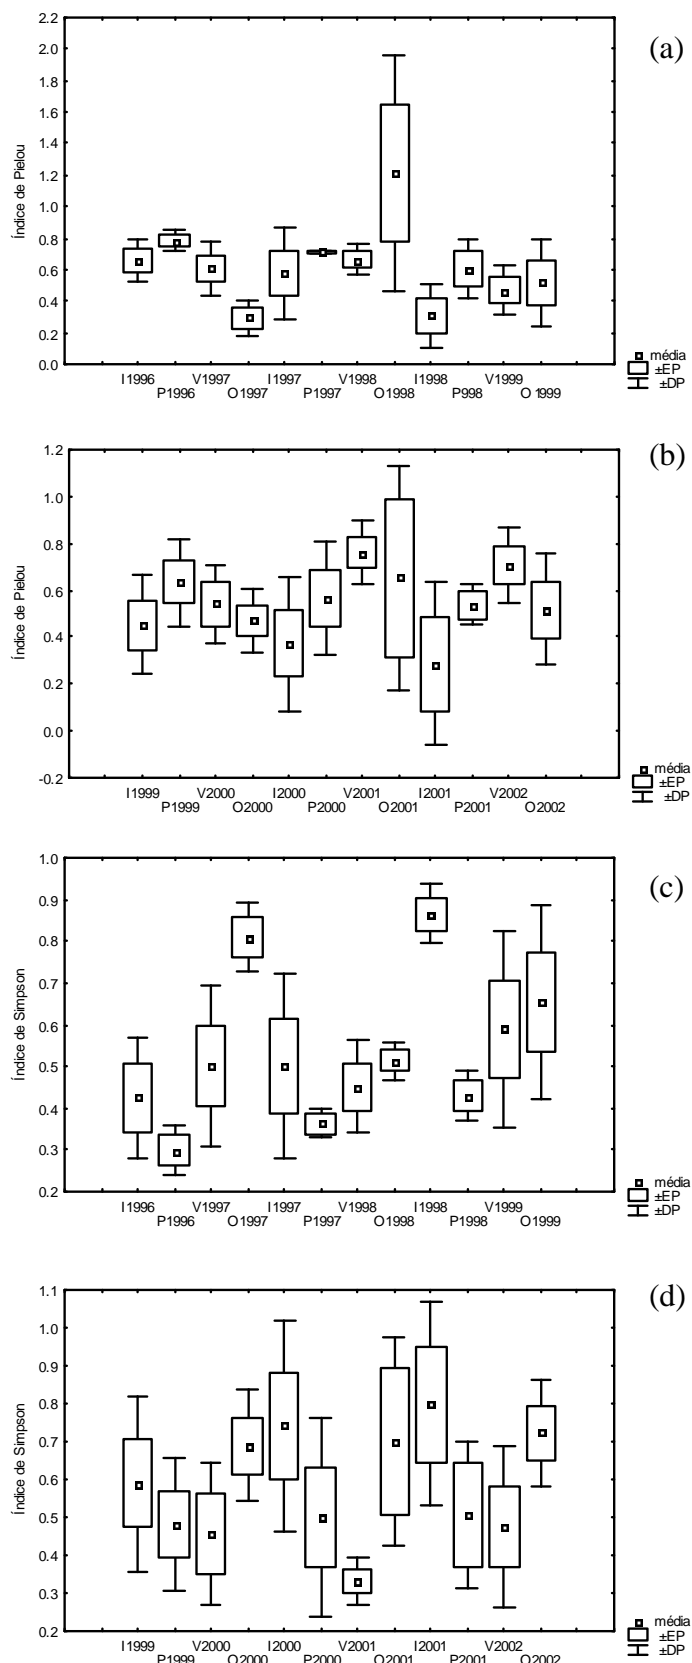 (a)
Índice de Pielou
2.2
2.0
1.8
1.6
1.4
1.2
1.0
0.8
0.6
0.4
0.2
0.0
I1996 V1997 I1997 V1998 I1998 V1999
P1996 O1997 P1997 O1998 P998 O1999
média
±EP
±DP
(b)
Índice de Pielou
1.2
1.0
0.8
0.6
0.4
0.2
0.0
-0.2
I1999 V2000 I2000 V2001 I2001 V2002
P1999 O2000 P2000 O2001 P2001 O2002
média
±EP
±DP
(c)
Índice de Simpson
1.0
0.9
0.8
0.7
0.6
0.5
0.4
0.3
0.2
I1996 V1997 I1997 V1998 I1998 V1999
P1996 O1997 P1997 O1998 P1998 O1999
média
±EP
±DP
(d)
Índice de Simpson
1.1
1.0
0.9
0.8
0.7
0.6
0.5
0.4
0.3
0.2
I1999 V2000 I2000 V2001 I2001 V2002
P1999 O2000 P2000 O2001 P2001 O2002
média
±EP
±DP